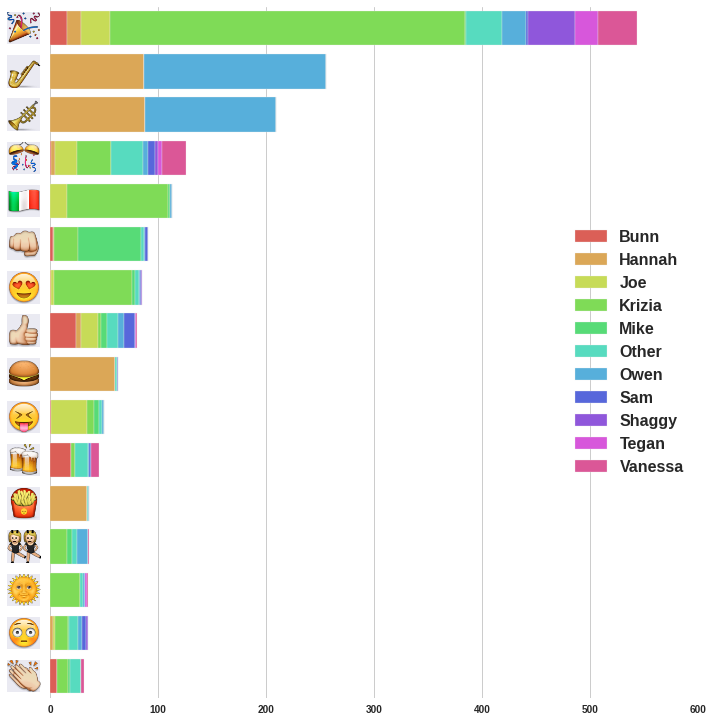 Bunn
Hannah
Joe
Krizia
Mike
Other
Owen
Sam
Shaggy
Tegan
Vanessa
0 100 200 300 400 500 600